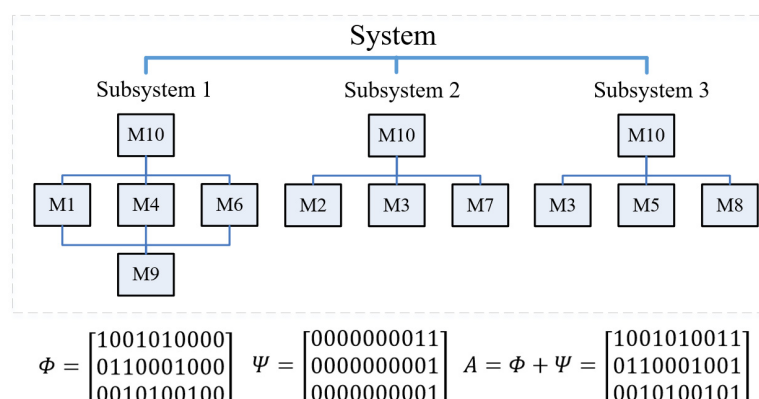 System
Subsystem 1 Subsystem 2 Subsystem 3
M10 M10 M10
M1 M4 M6 M2 M3 M7 M3 M5 M8
M9
[1001010000] [0000000011] [1001010011]
Φ = 0110001000 Ψ = 0000000001 A = Φ + Ψ = 0110001001
0010100100 0000000001 0010100101